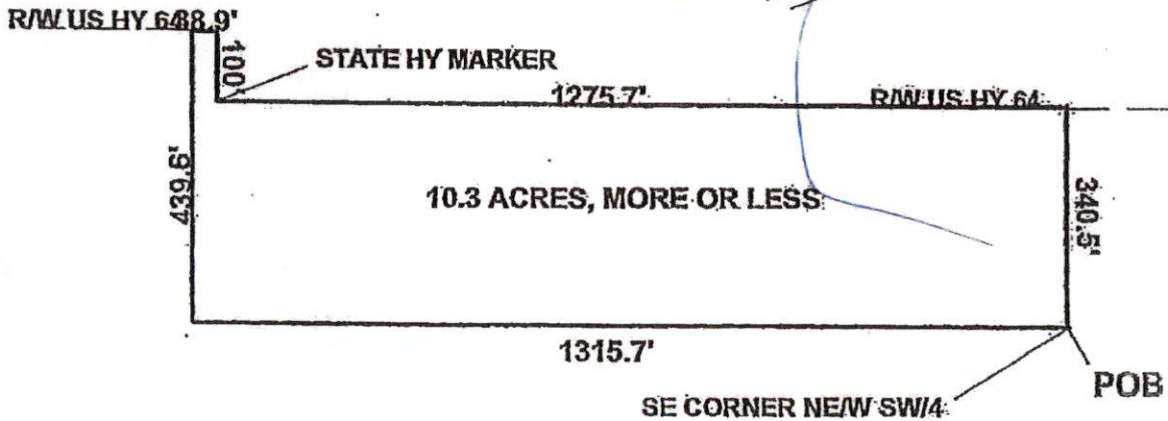 R/W US HY 64
38.9'
100
STATE HY MARKER
1275.7'
R/W US HY 64
439.6'
10.3 ACRES, MORE OR LESS
340.5'
1315.7'
SE CORNER NE/W SW/4
POB